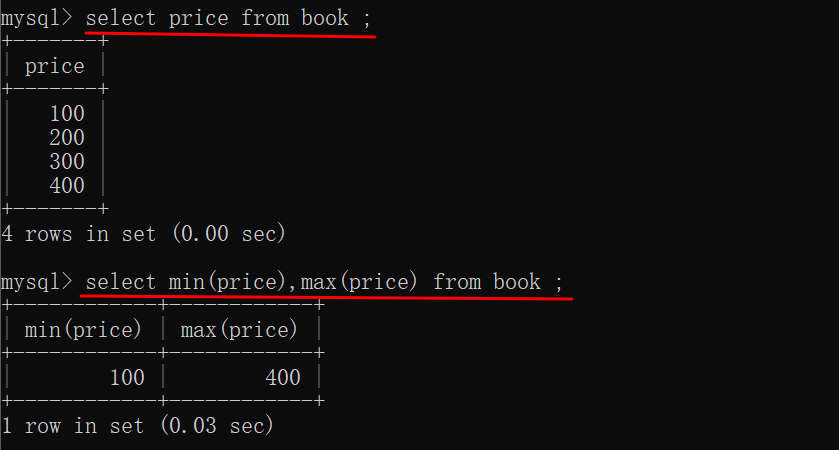 mysql> select price from book ;
+-------+
| price |
+-------+
|   100 |
|   200 |
|   300 |
|   400 |
+-------+
4 rows in set (0.00 sec)
mysql> select min(price),max(price) from book ;
+------------+------------+
| min(price) | max(price) |
+------------+------------+
|        100 |        400 |
+------------+------------+
1 row in set (0.03 sec)